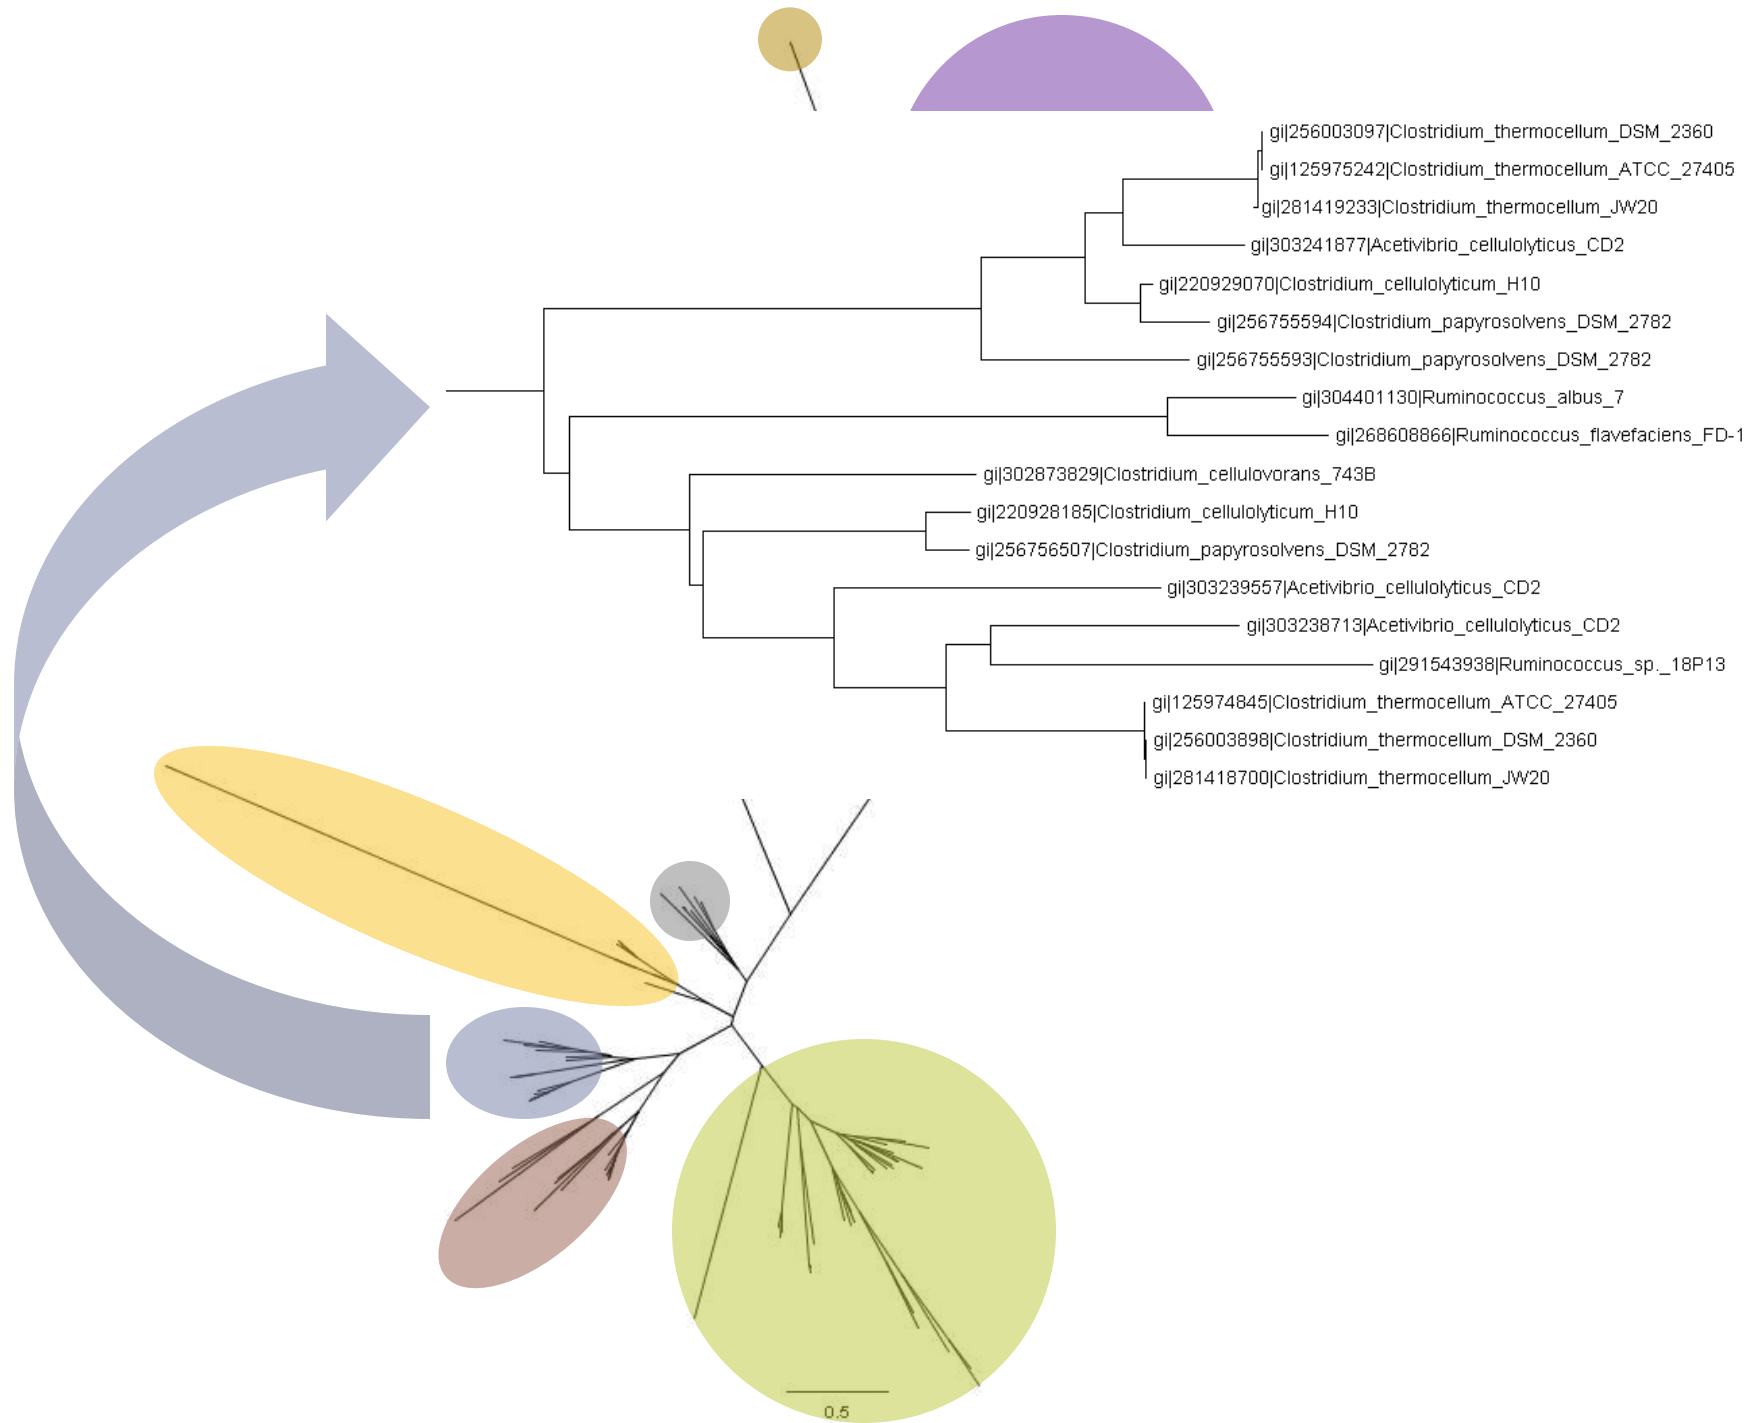 gi|256003097|Clostridium_thermocellum_DSM_2360
gi|125975242|Clostridium_thermocellum_ATCC_27405
gi|281419233|Clostridium_thermocellum_JW20
gi|303241877|Acetivibrio_cellulolyticus_CD2
gi|220929070|Clostridium_cellulolyticum_H10
gi|256755594|Clostridium_papyrosolvens_DSM_2782
gi|256755593|Clostridium_papyrosolvens_DSM_2782
gi|304401130|Ruminococcus_albus_7
gi|268608866|Ruminococcus_flavefaciens_FD-1
gi|302873829|Clostridium_cellulovorans_743B
gi|220928185|Clostridium_cellulolyticum_H10
gi|256756507|Clostridium_papyrosolvens_DSM_2782
gi|303239557|Acetivibrio_cellulolyticus_CD2
gi|303238713|Acetivibrio_cellulolyticus_CD2
gi|291543938|Ruminococcus_sp._18P13
gi|125974845|Clostridium_thermocellum_ATCC_27405
gi|256003898|Clostridium_thermocellum_DSM_2360
gi|281418700|Clostridium_thermocellum_JW20
0.5